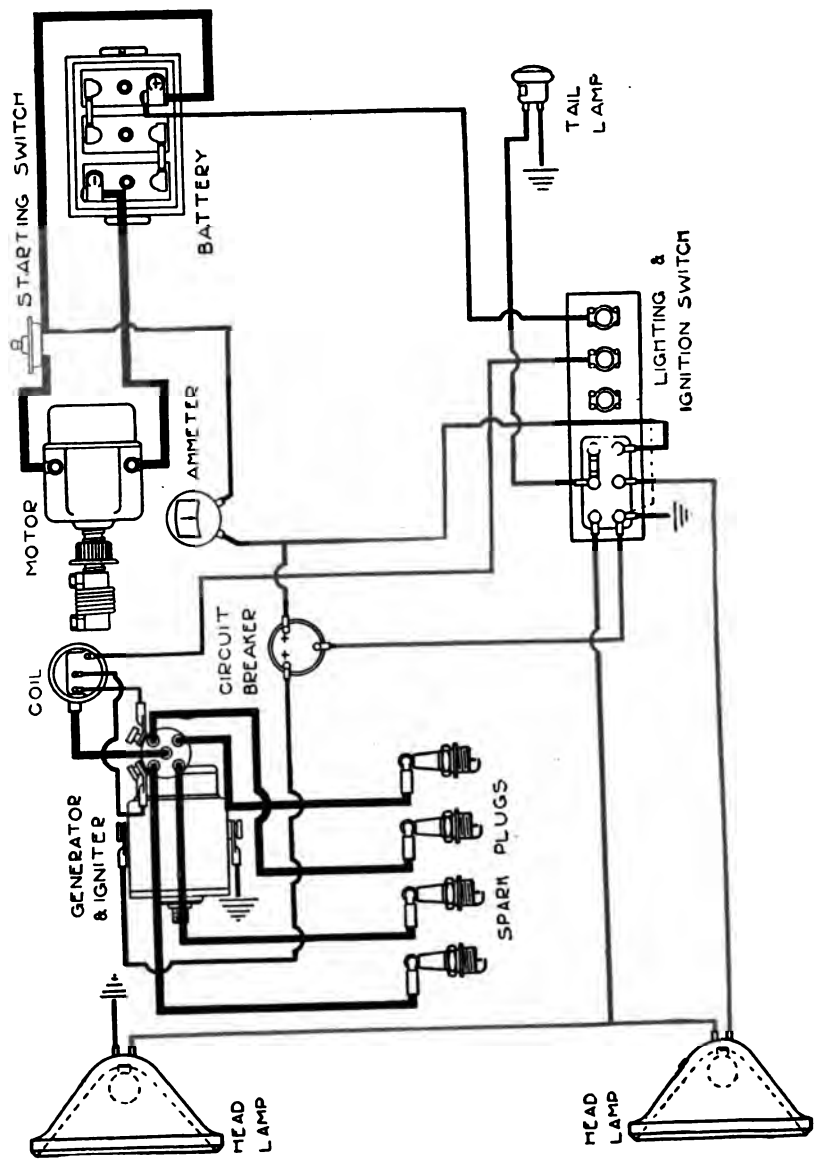 STARTING SWITCH
BATTERY
TAIL
LAMP
MOTOR
AMMETER
LIGHTING &
IGNITION SWITCH
COIL
CIRCUIT
BREAKER
GENERATOR
& IGNITER
SPARK PLUGS
HEAD
LAMP
HEAD
LAMP